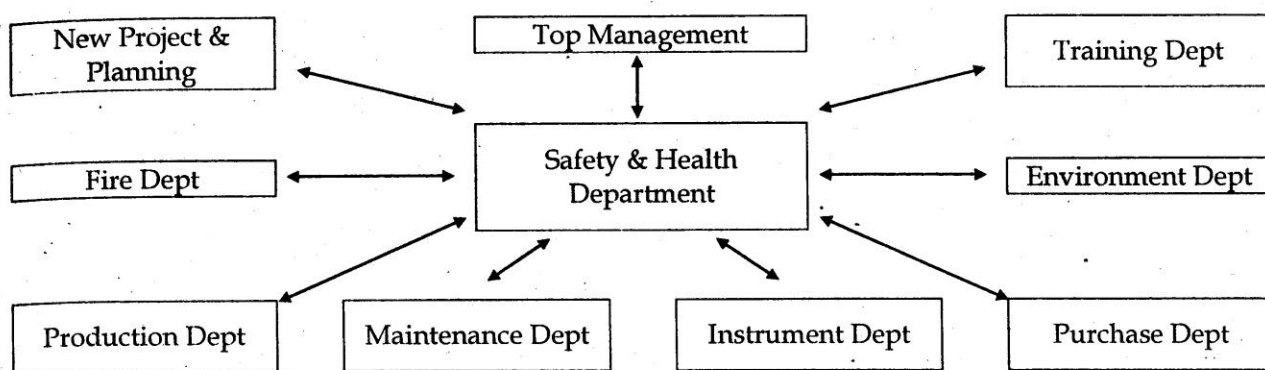 New Project &
Planning
Top Management
Training Dept
Safety & Health
Department
Fire Dept
Environment Dept
Production Dept
Maintenance Dept
Instrument Dept
Purchase Dept